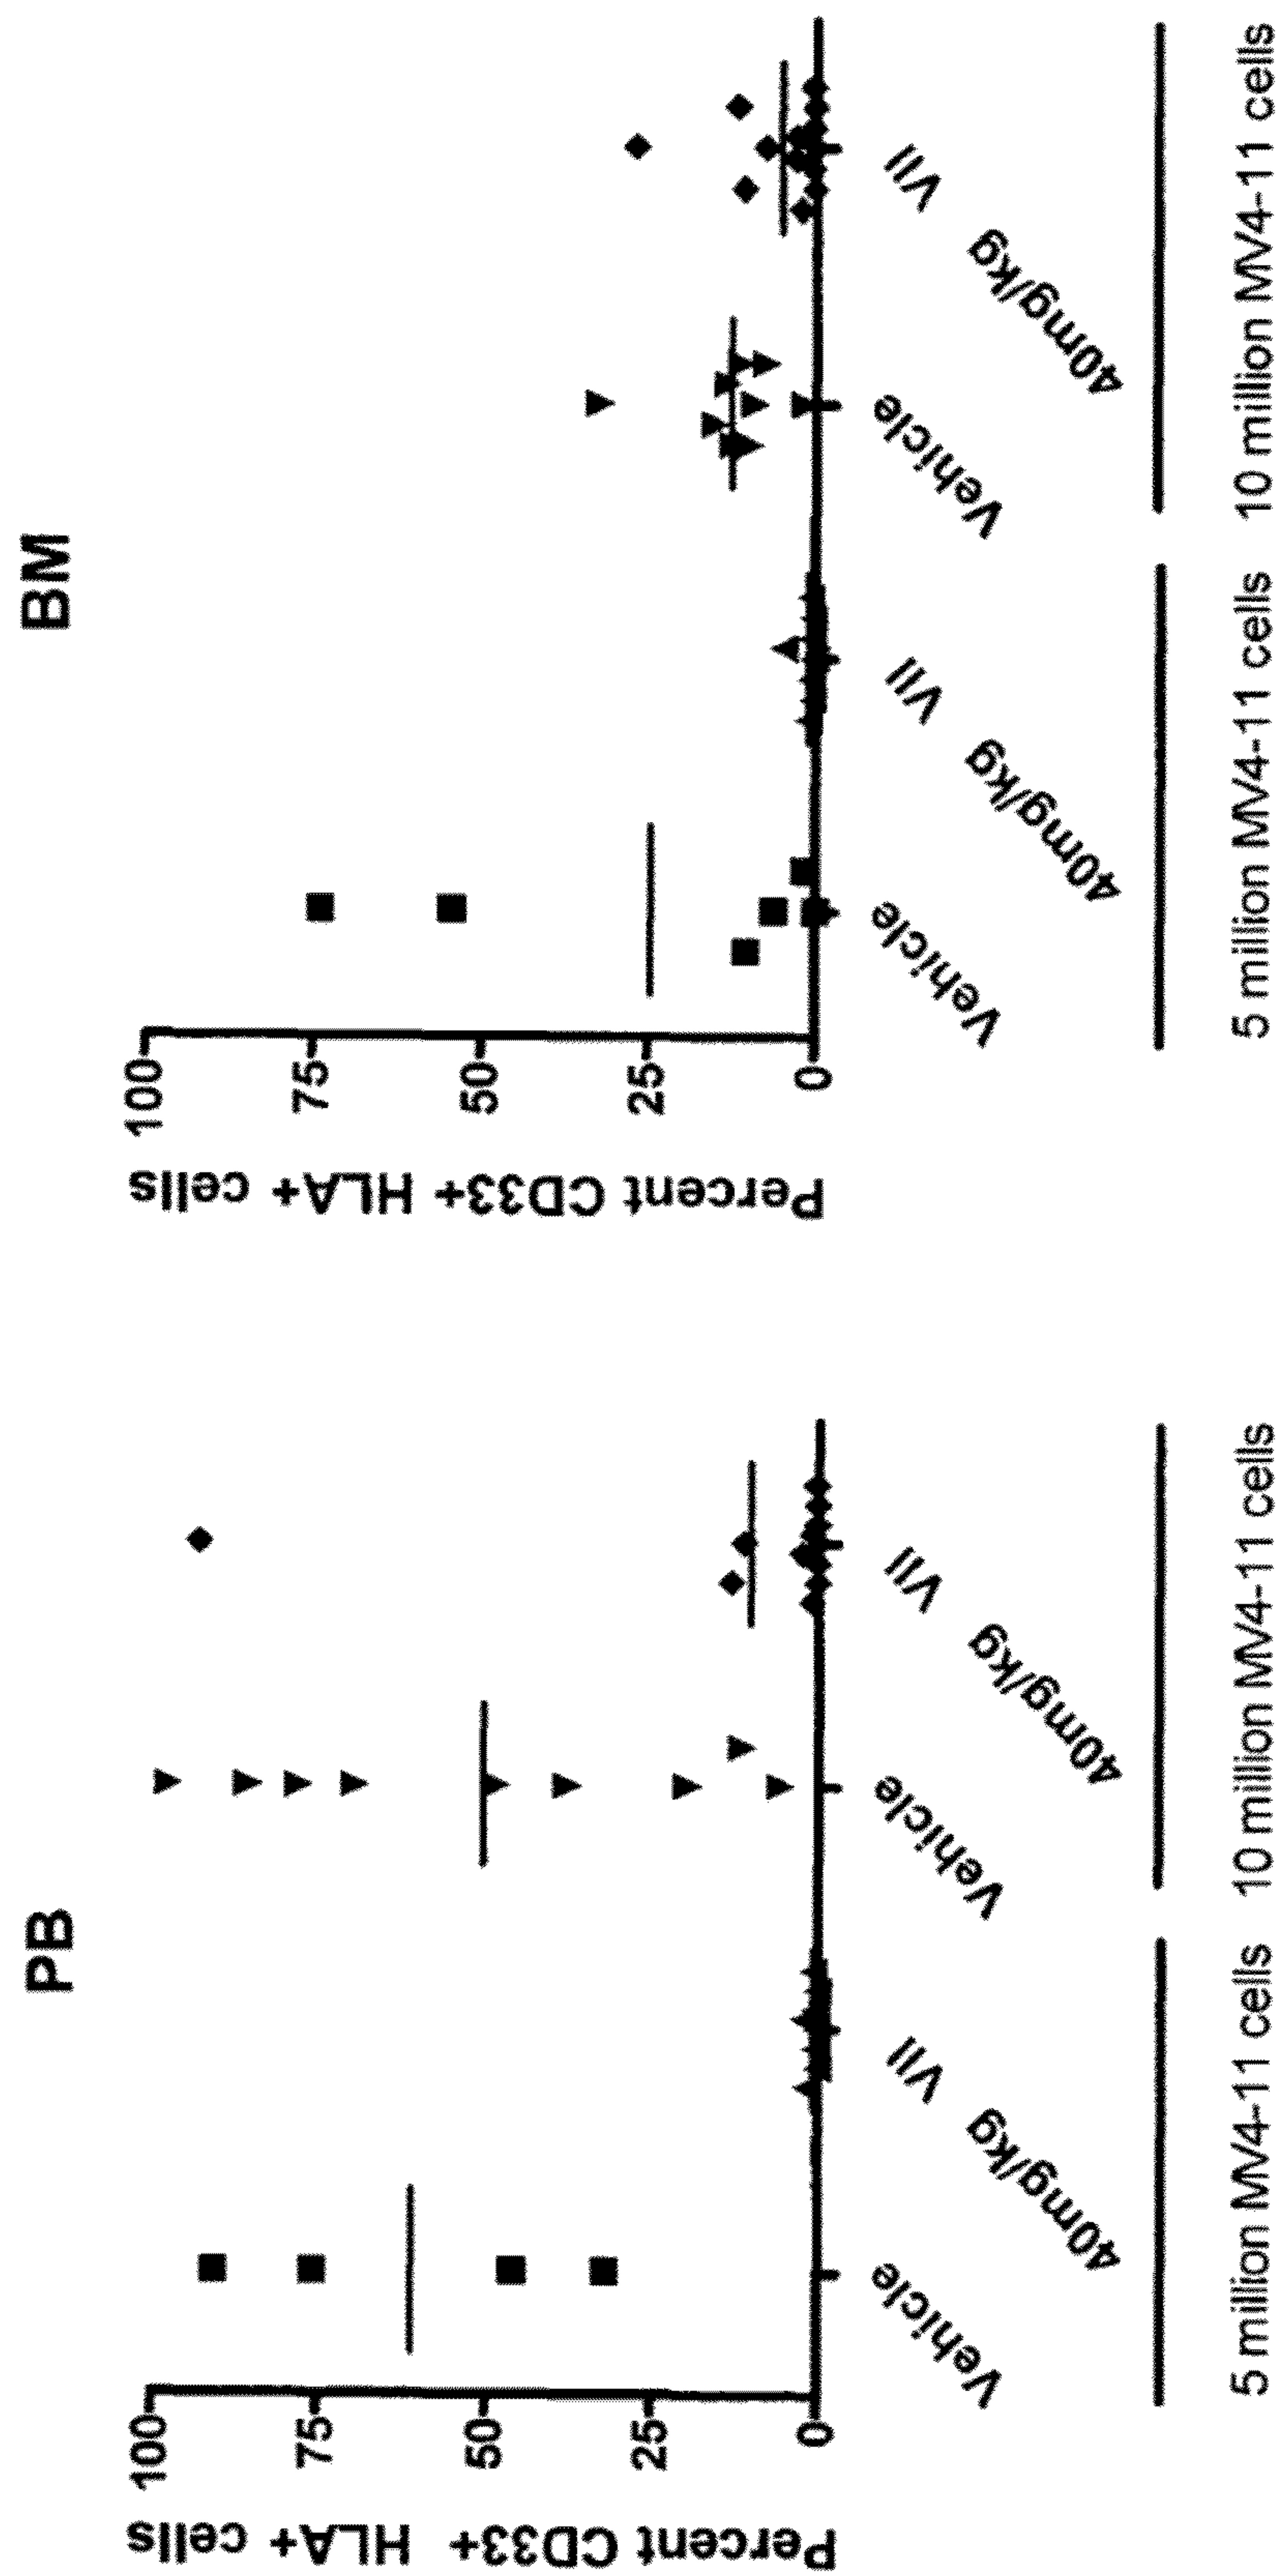 PB
Percent CD33+ HLA+ cells
100
75
50
25
0
Vehicle
40mg/kg VII
Vehicle
40mg/kg VII
5 million MV4-11 cells
10 million MV4-11 cells
BM
Percent CD33+ HLA+ cells
100
75
50
25
0
Vehicle
40mg/kg VII
Vehicle
40mg/kg VII
5 million MV4-11 cells
10 million MV4-11 cells